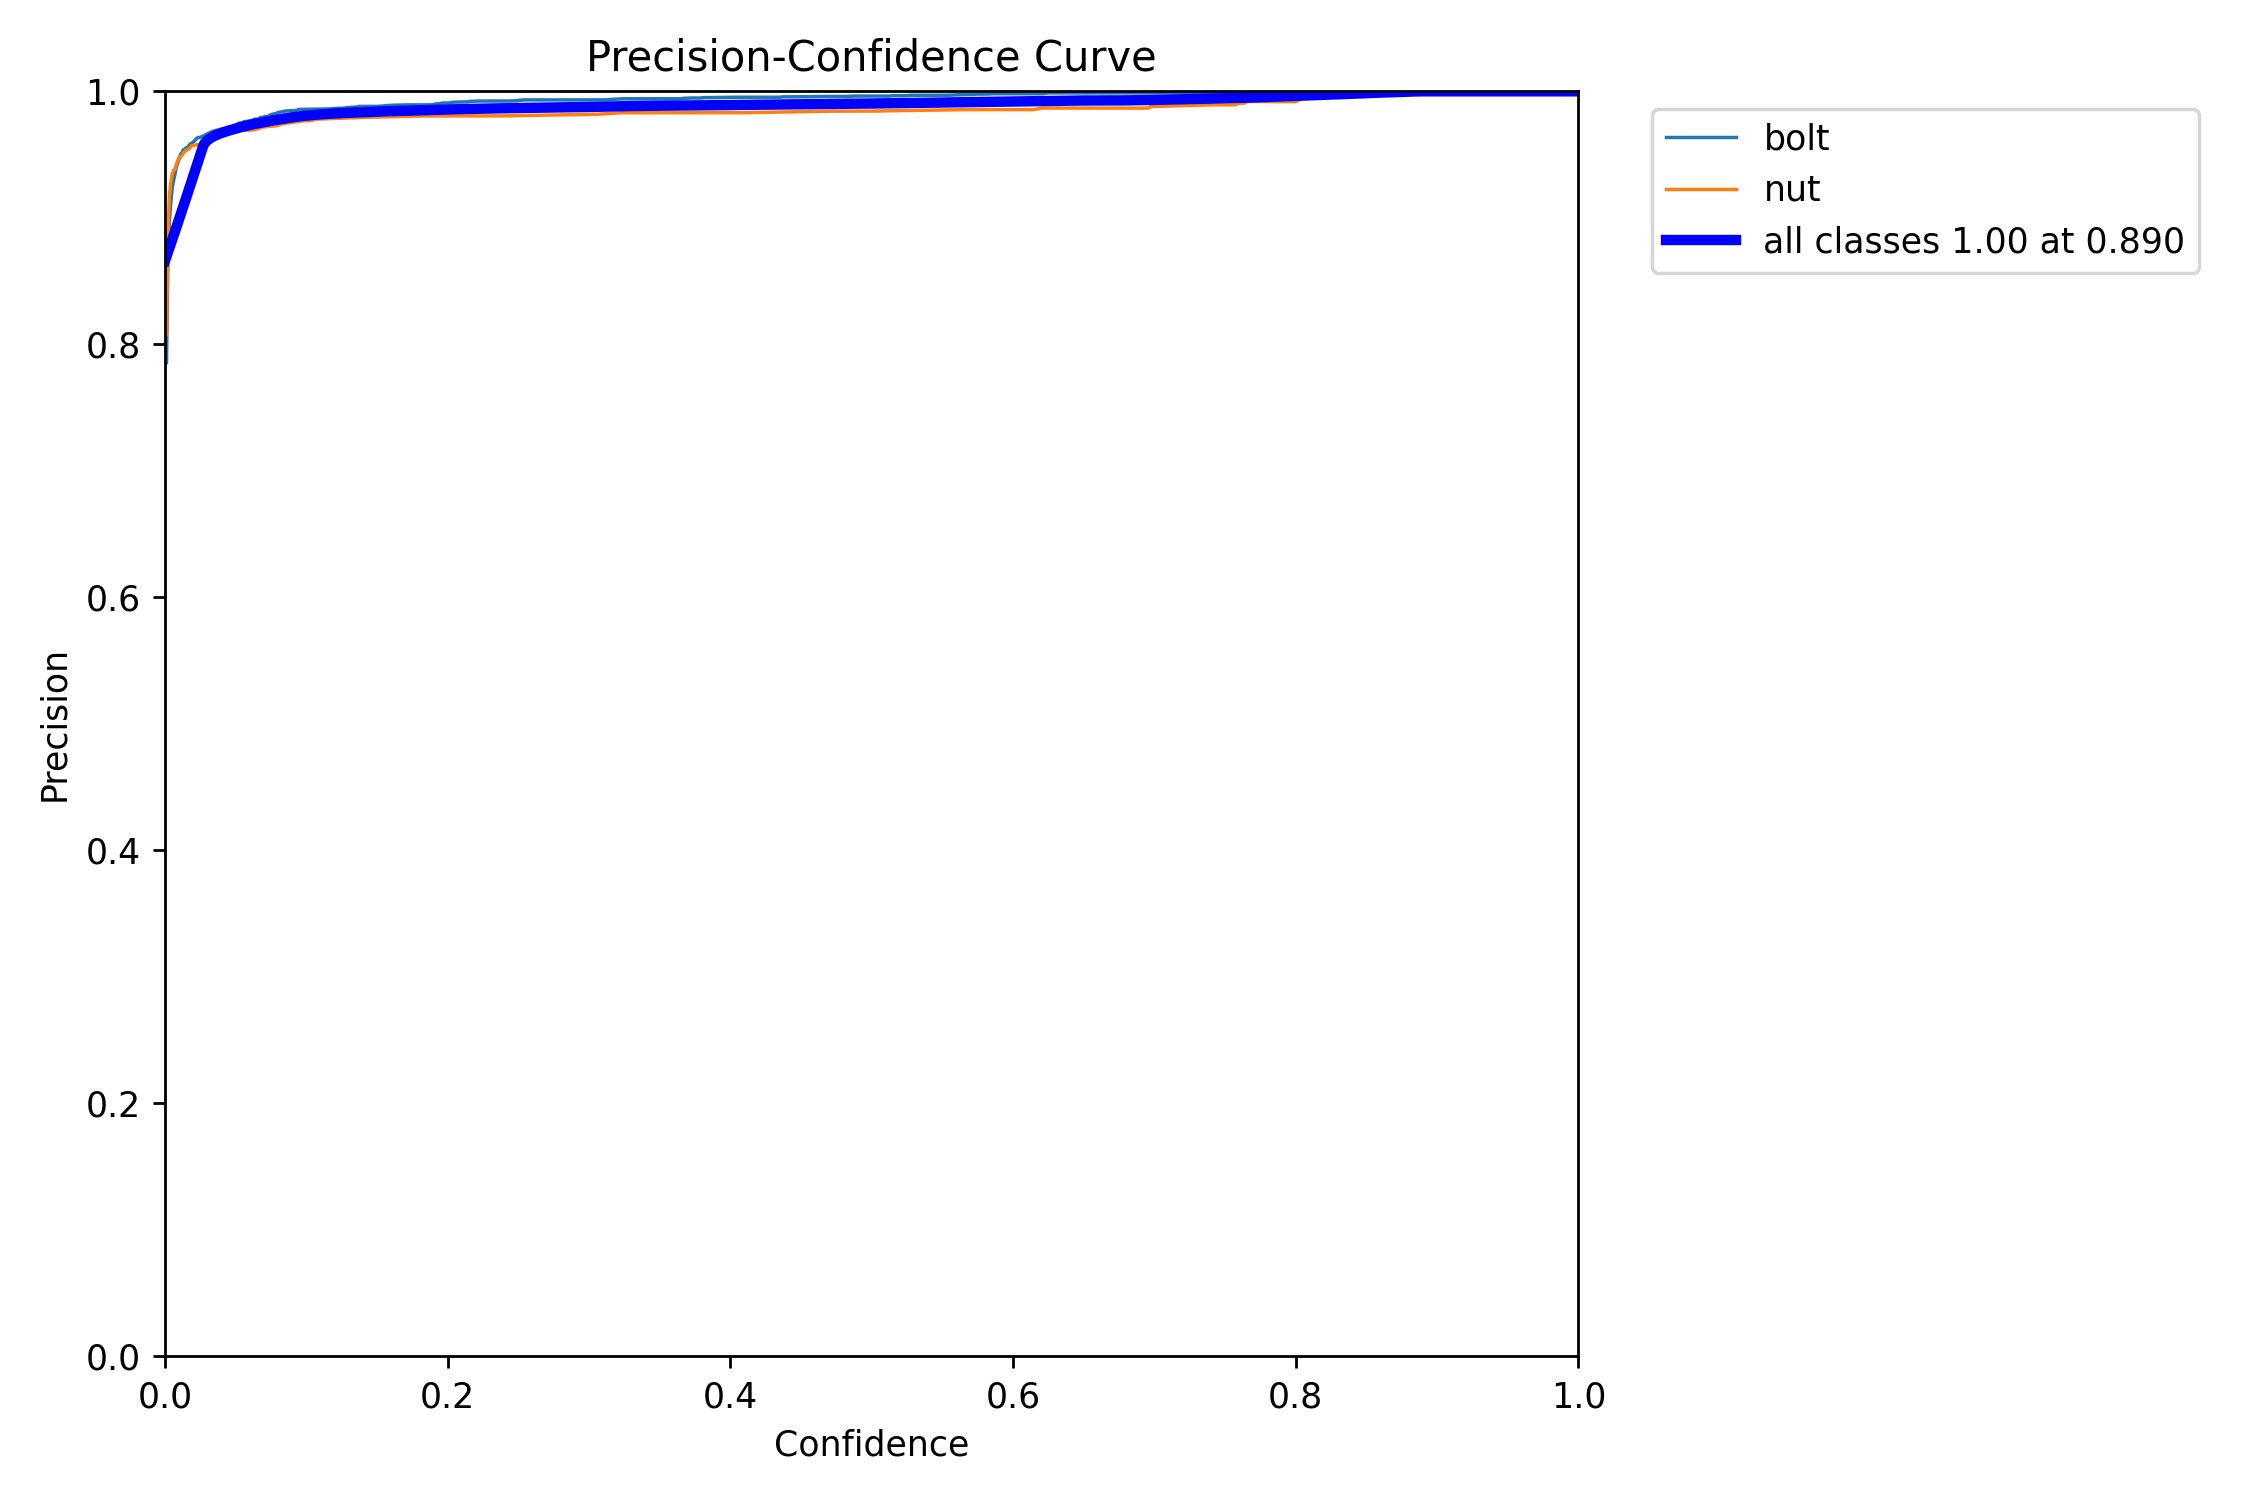 Precision-Confidence Curve
1.0
0.8
0.6
0.4
0.2
0.0
Precision
0.0 0.2 0.4 0.6 0.8 1.0
Confidence
bolt
nut
all classes 1.00 at 0.890